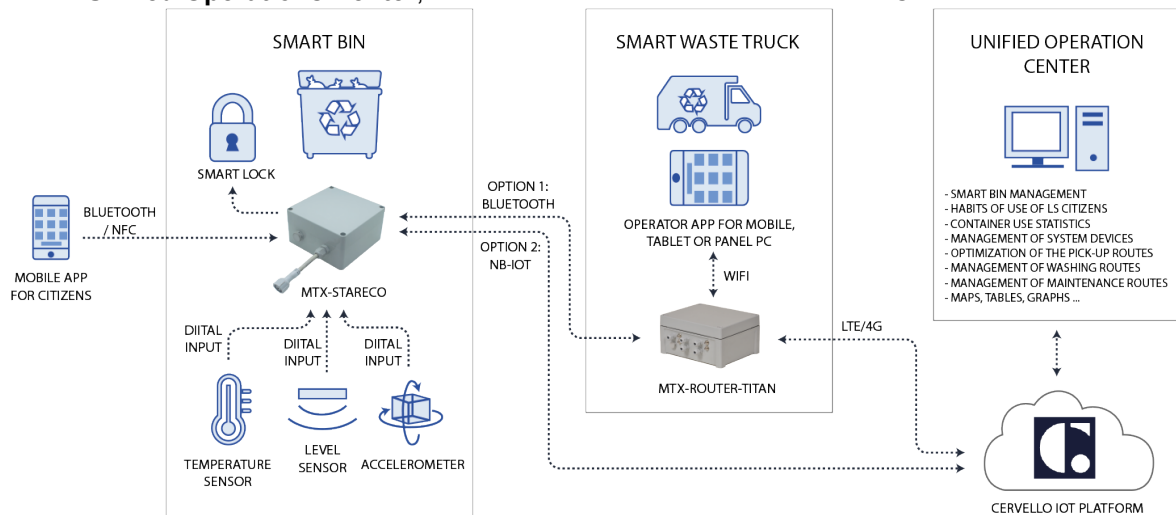 SMART BIN
SMART LOCK
MOBILE APP
FOR CITIZENS
BLUETOOTH
/ NFC
MTX-STARECO
DIITAL
INPUT
DIITAL
INPUT
DIITAL
INPUT
TEMPERATURE
SENSOR
LEVEL
SENSOR
ACCELEROMETER
OPTION 1:
BLUETOOTH
OPTION 2:
NB-IOT
SMART WASTE TRUCK
OPERATOR APP FOR MOBILE,
TABLET OR PANEL PC
WIFI
MTX-ROUTER-TITAN
LTE/4G
UNIFIED OPERATION
CENTER
- SMART BIN MANAGEMENT
- HABITS OF USE OF LS CITIZENS
- CONTAINER USE STATISTICS
- MANAGEMENT OF SYSTEM DEVICES
- OPTIMIZATION OF THE PICK-UP ROUTES
- MANAGEMENT OF WASHING ROUTES
- MANAGEMENT OF MAINTENANCE ROUTES
- MAPS, TABLES, GRAPHS ...
CERVELLO IOT PLATFORM